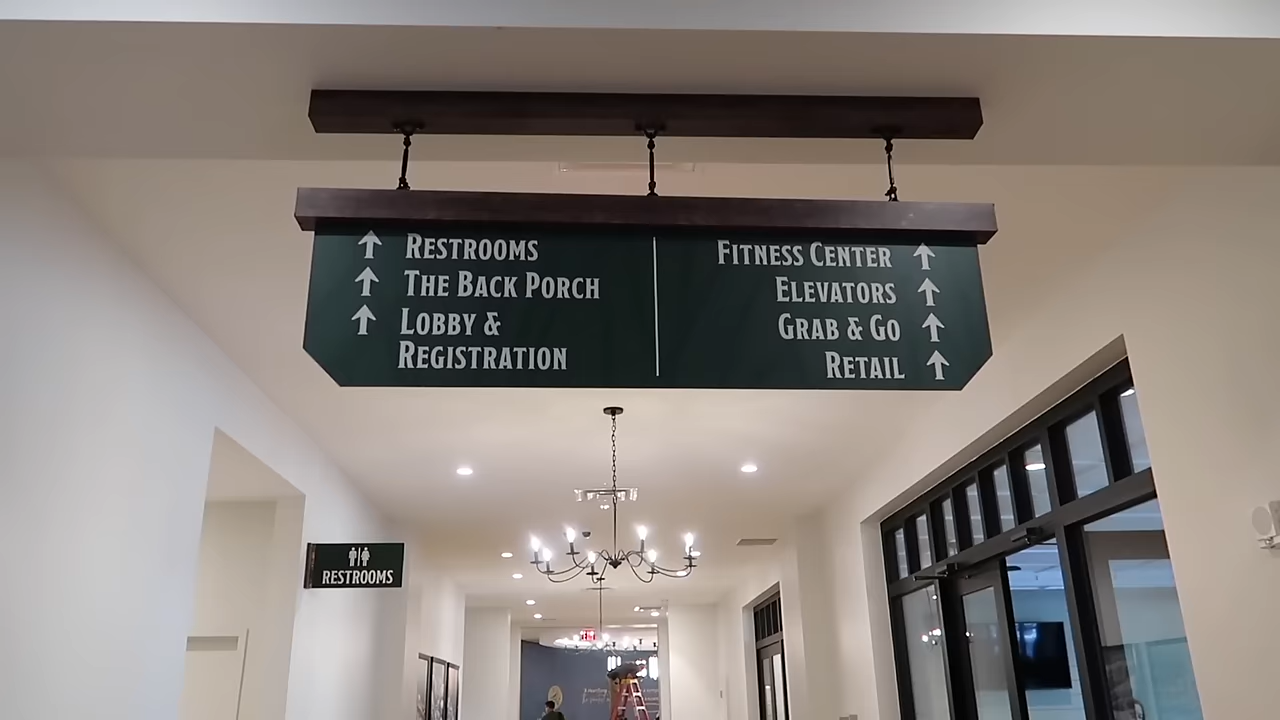 RESTROOMS
THE BACK PORCH
LOBBY &
REGISTRATION
FITNESS CENTER
ELEVATORS
GRAB & GO
RETAIL
RESTROOMS